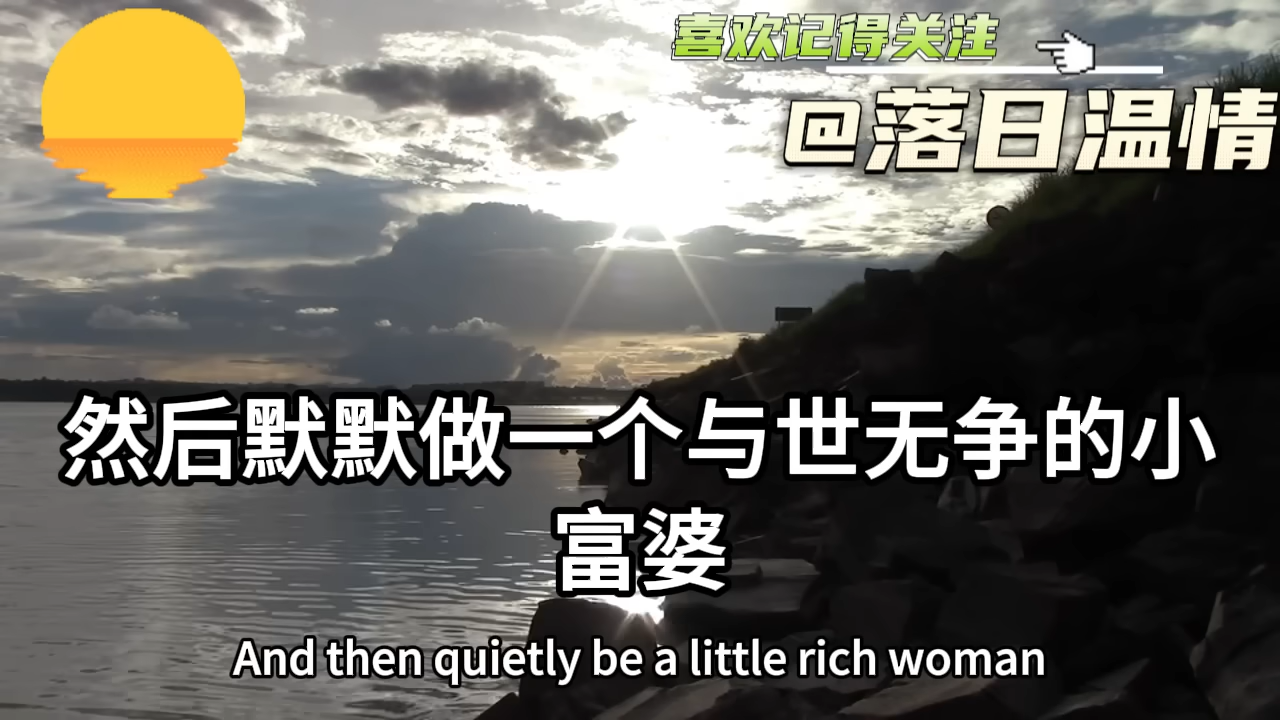 喜欢记得关注
@落日温情
然后默默做一个与世无争的小
富婆
And then quietly be a little rich woman